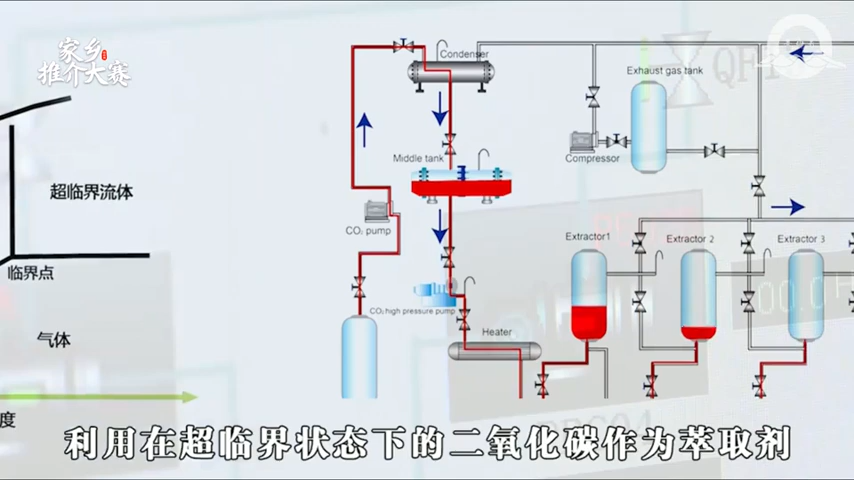 家乡
推介大赛
超临界流体
临界点
气体
度
Condenser
Exhaust gas tank
QF1
Middle tank
Compressor
CO₂ pump
Extractor1
Extractor 2
Extractor 3
CO₂ high pressure pump
Heater
利用在超临界状态下的二氧化碳作为萃取剂